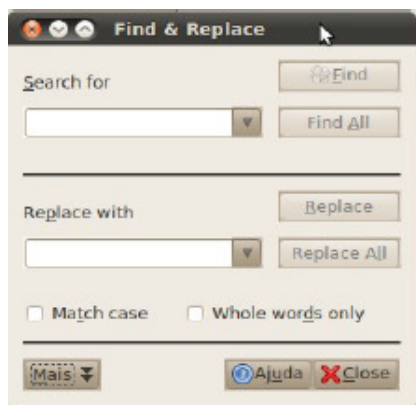 Find & Replace
Search for
Find
Find All
Replace with
Replace
Replace All
Match case
Whole words only
Mais
Ajuda
Close